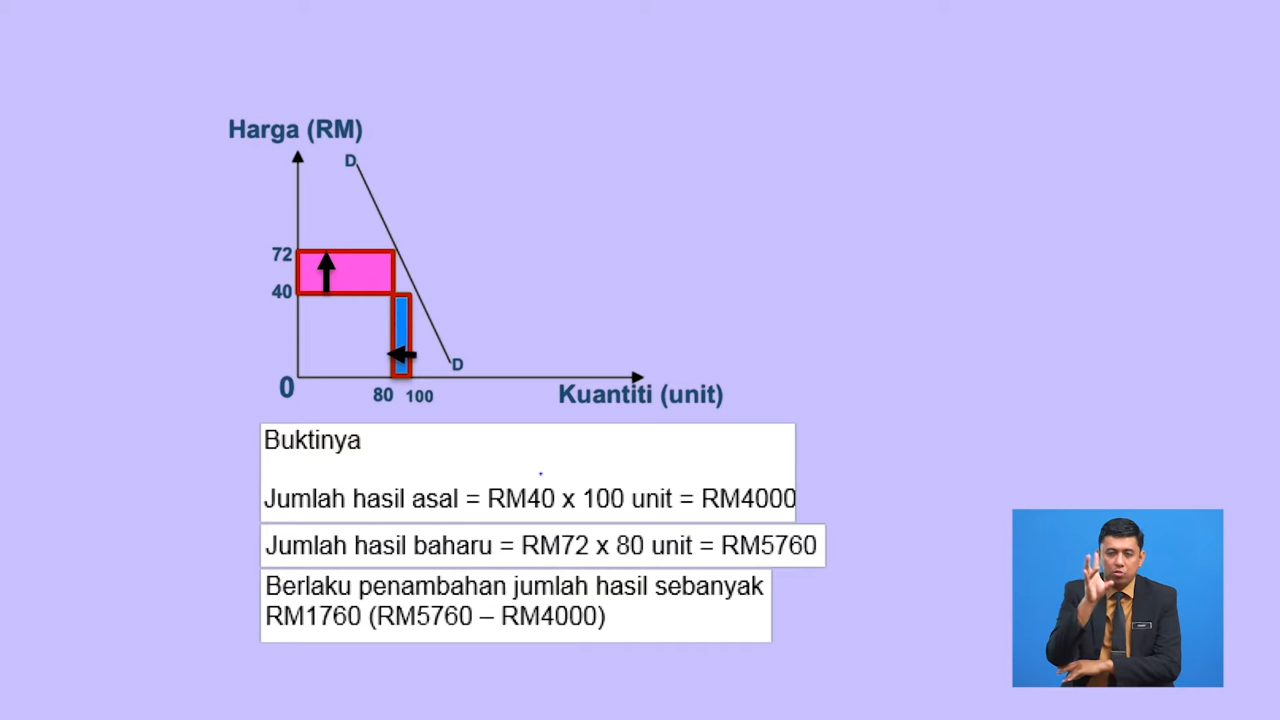 Harga (RM)
D
72
40
D
0
80 100
Kuantiti (unit)
Buktinya
Jumlah hasil asal = RM40 x 100 unit = RM4000
Jumlah hasil baharu = RM72 x 80 unit = RM5760
Berlaku penambahan jumlah hasil sebanyak
RM1760 (RM5760 – RM4000)